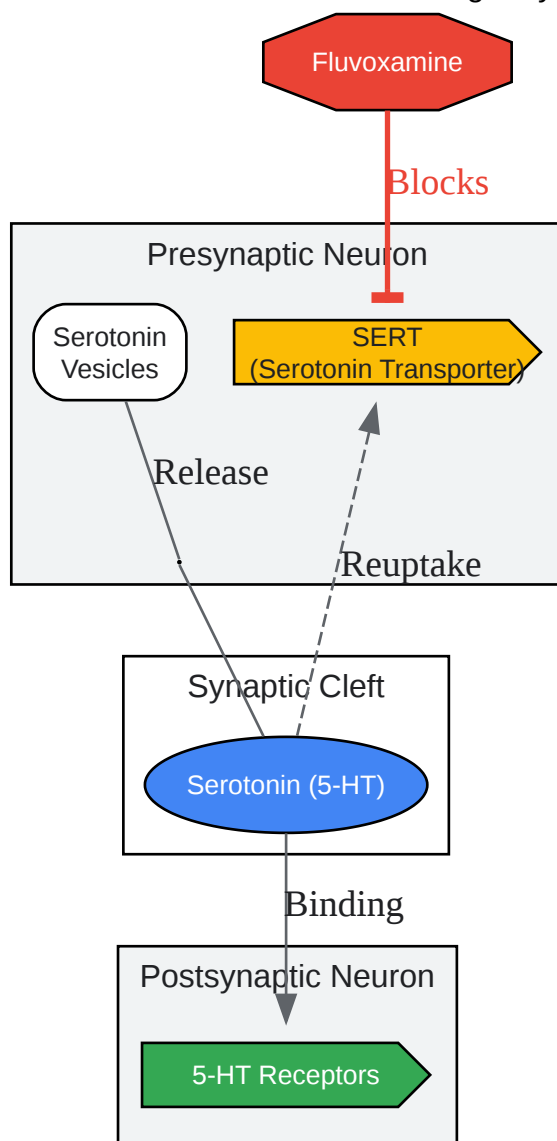 Fluvoxamine
Blocks
Presynaptic Neuron
Serotonin
Vesicles
SERT
(Serotonin Transporter)
Release
Reuptake
Synaptic Cleft
Serotonin (5-HT)
Binding
Postsynaptic Neuron
5-HT Receptors